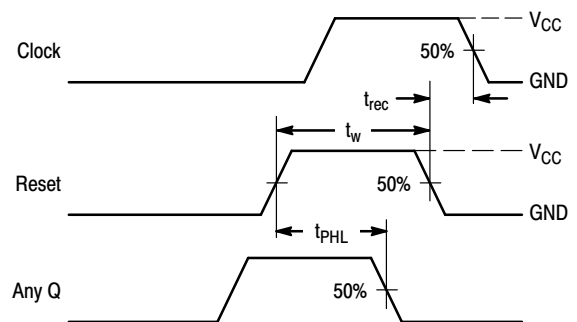 V_CC
Clock
50%
GND
t_rec
t_w
V_CC
Reset
50%
GND
t_PHL
Any Q
50%